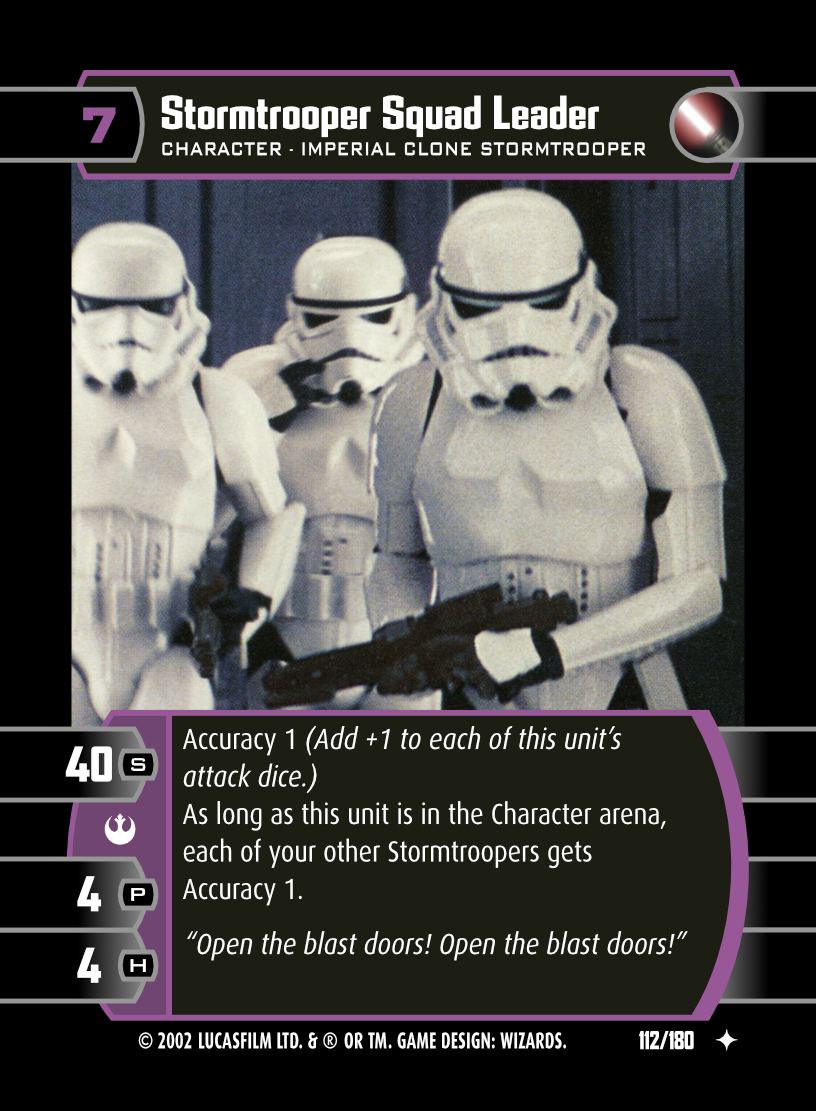 7
Stormtrooper Squad Leader
CHARACTER · IMPERIAL CLONE STORMTROOPER
40 S
4 P
4 H
Accuracy 1 (Add +1 to each of this unit’s
attack dice.)
As long as this unit is in the Character arena,
each of your other Stormtroopers gets
Accuracy 1.
“Open the blast doors! Open the blast doors!”
© 2002 LUCASFILM LTD. & ® OR TM. GAME DESIGN: WIZARDS.
112/180